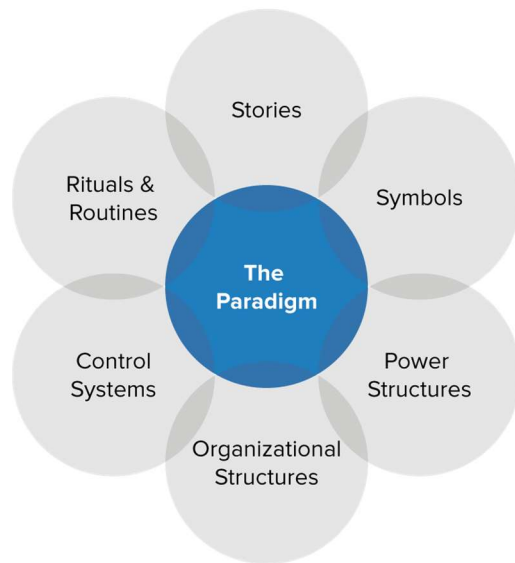 Stories
Rituals &
Routines
Symbols
The
Paradigm
Control
Systems
Power
Structures
Organizational
Structures